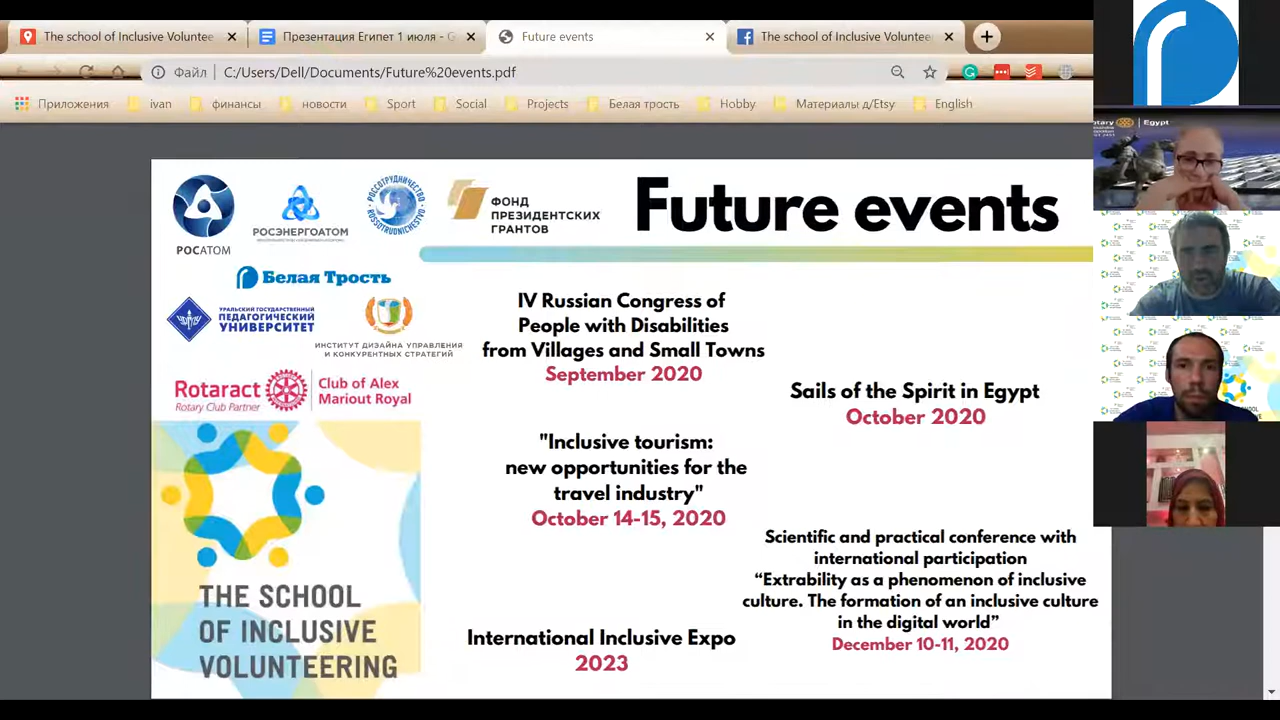 The school of Inclusive Voluntee
Презентация Египет 1 июля - G
Future events
The school of Inclusive Voluntee
Файл
C:/Users/Dell/Documents/Future%20events.pdf
Приложения
ivan
финансы
новости
Sport
Social
Projects
Белая трость
Hobby
Материалы д/Etsy
English
РОСАТОМ
РОСЭНЕРГОАТОМ
РОССОТРУДНИЧЕСТВО
ROSSOTRUDNICHESTVO
ФОНД
ПРЕЗИДЕНТСКИХ
ГРАНТОВ
Future events
Белая Трость
УРАЛЬСКИЙ ГОСУДАРСТВЕННЫЙ
ПЕДАГОГИЧЕСКИЙ
УНИВЕРСИТЕТ
ИНСТИТУТ ДИЗАЙНА УПРАВЛЕНИЯ
И КОНКУРЕНТНЫХ СТРАТЕГИЙ
Rotaract
Rotary Club Partner
Club of Alex
Mariout Royal
IV Russian Congress of
People with Disabilities
from Villages and Small Towns
September 2020
Sails of the Spirit in Egypt
October 2020
"Inclusive tourism:
new opportunities for the
travel industry"
October 14-15, 2020
Scientific and practical conference with
international participation
“Extrability as a phenomenon of inclusive
culture. The formation of an inclusive culture
in the digital world”
December 10-11, 2020
International Inclusive Expo
2023
THE SCHOOL
OF INCLUSIVE
VOLUNTEERING
Egypt